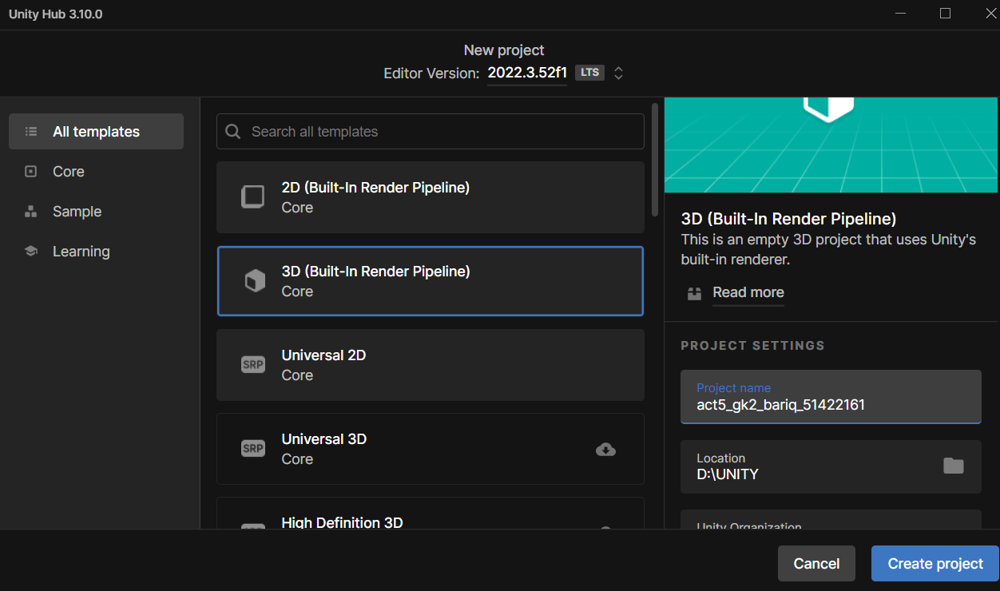 Unity Hub 3.10.0
New project
Editor Version: 2022.3.52f1 LTS
All templates
Core
Sample
Learning
Search all templates
2D (Built-In Render Pipeline)
Core
3D (Built-In Render Pipeline)
Core
SRP
Universal 2D
Core
SRP
Universal 3D
Core
High Definition 3D
3D (Built-In Render Pipeline)
This is an empty 3D project that uses Unity's
built-in renderer.
Read more
PROJECT SETTINGS
Project name
act5_gk2_bariq_51422161
Location
D:\UNITY
Unity Organization
Cancel
Create project